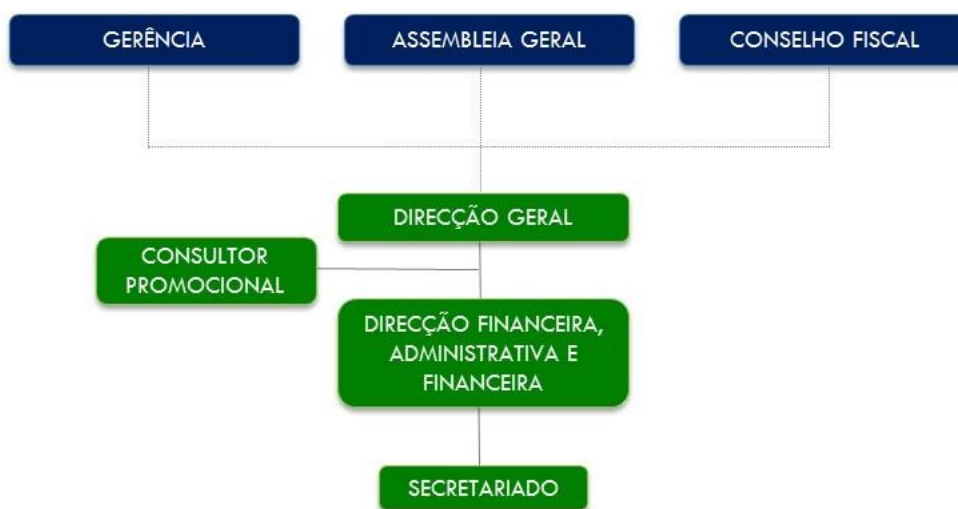 GERÊNCIA
ASSEMBLEIA GERAL
CONSELHO FISCAL
DIRECÇÃO GERAL
CONSULTOR
PROMOCIONAL
DIRECÇÃO FINANCEIRA,
ADMINISTRATIVA E
FINANCEIRA
SECRETARIADO